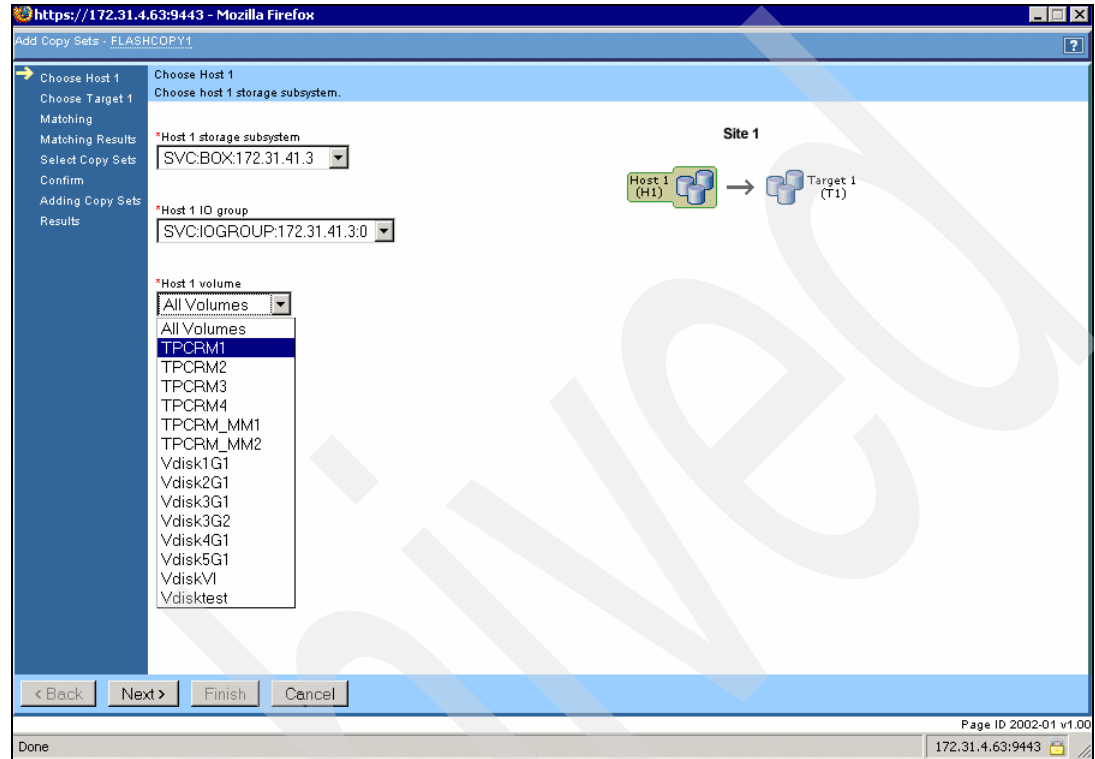 https://172.31.4.63:9443 - Mozilla Firefox
Add Copy Sets - FLASHCOPY1
?
Choose Host 1
Choose Target 1
Matching
Matching Results
Select Copy Sets
Confirm
Adding Copy Sets
Results
Choose Host 1
Choose host 1 storage subsystem.
*Host 1 storage subsystem
SVC:BOX:172.31.41.3
*Host 1 IO group
SVC:IOGROUP:172.31.41.3:0
*Host 1 volume
All Volumes
All Volumes
TPCRM1
TPCRM2
TPCRM3
TPCRM4
TPCRM_MM1
TPCRM_MM2
Vdisk1G1
Vdisk2G1
Vdisk3G1
Vdisk3G2
Vdisk4G1
Vdisk5G1
VdiskVI
Vdisktest
Site 1
Host 1
(H1)
Target 1
(T1)
< Back
Next >
Finish
Cancel
Page ID 2002-01 v1.00
Done
172.31.4.63:9443